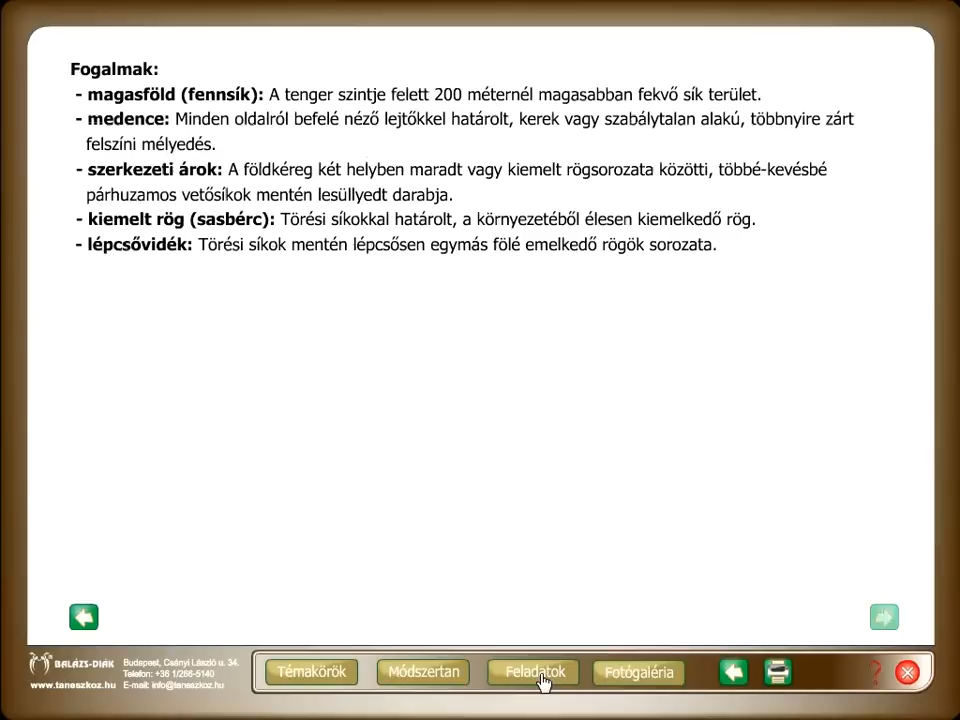 Fogalmak:
- magasföld (fennsík): A tenger szintje felett 200 méternél magasabban fekvő sík terület.
- medence: Minden oldalról befelé néző lejtőkkel határolt, kerek vagy szabálytalan alakú, többnyire zárt
felszíni mélyedés.
- szerkezeti árok: A földkéreg két helyben maradt vagy kiemelt rögsorozata közötti, többé-kevésbé
párhuzamos vetősíkok mentén lesüllyedt darabja.
- kiemelt rög (sasbérc): Törési síkokkal határolt, a környezetéből élesen kiemelkedő rög.
- lépcsővidék: Törési síkok mentén lépcsősen egymás fölé emelkedő rögök sorozata.
BALÁZS-DIÁK
www.taneszkoz.hu
Budapest, Csányi László u. 34.
Telefon: +36 1/266-5140
E-mail: info@taneszkoz.hu
Témakörök
Módszertan
Feladatok
Fotógaléria
?